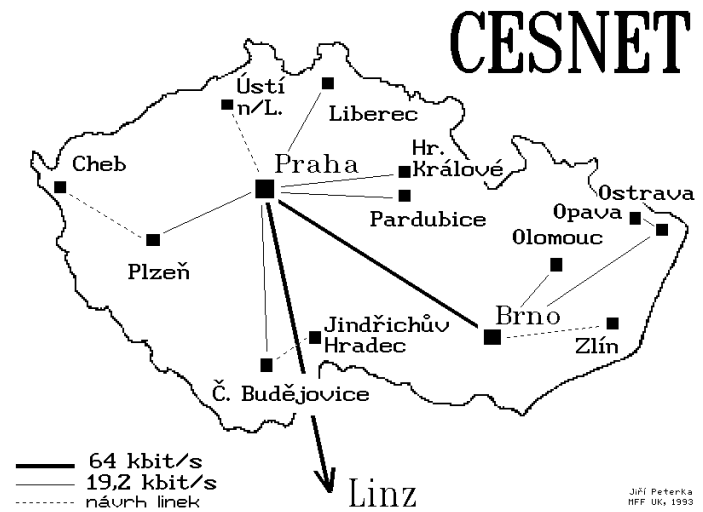 CESNET
Ústí
n/L.
Liberec
Praha
Hr.
Králové
Cheb
Pardubice
Ostrava
Opava
Olomouc
Plzeň
Brno
Jindřichův
Hradec
Zlín
Č. Budějovice
64 kbit/s
19,2 kbit/s
návrh linek
Linz
Jiří Peterka
MFF UK, 1993